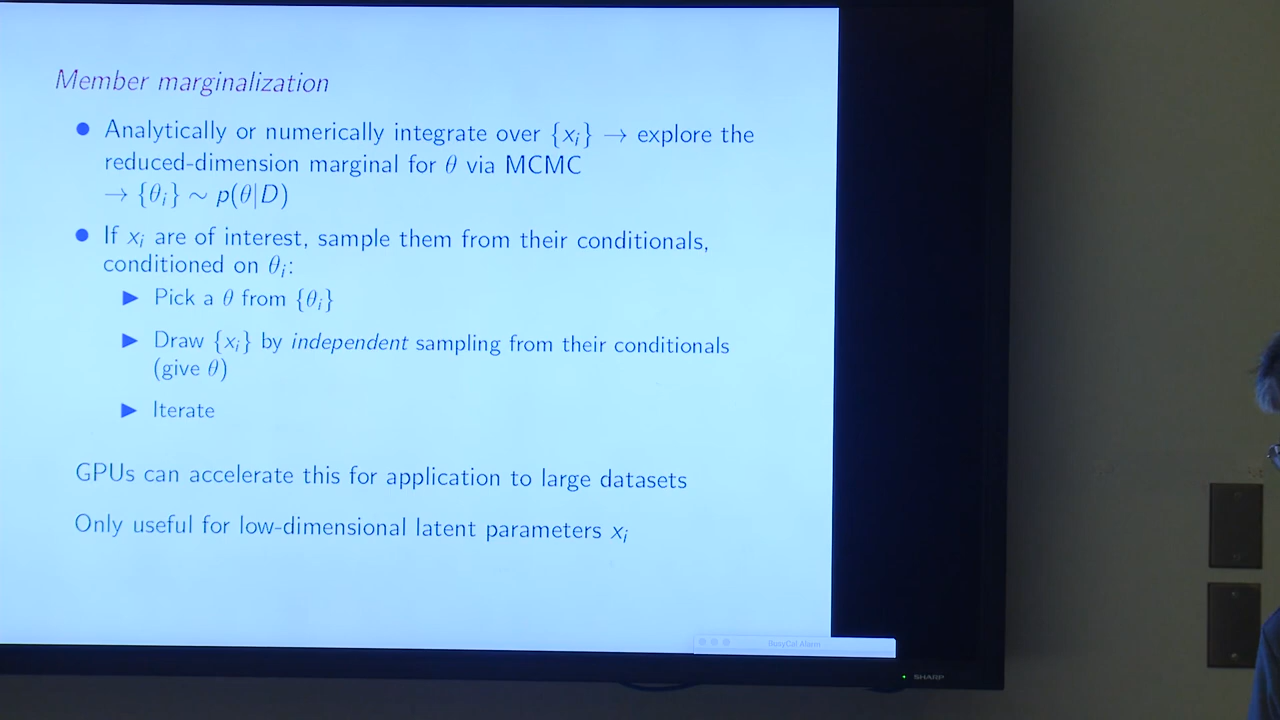 Member marginalization
● Analytically or numerically integrate over {xᵢ} → explore the
reduced-dimension marginal for θ via MCMC
→ {θᵢ} ∼ p(θ|D)
● If xᵢ are of interest, sample them from their conditionals,
conditioned on θᵢ:
▶ Pick a θ from {θᵢ}
▶ Draw {xᵢ} by independent sampling from their conditionals
(give θ)
▶ Iterate
GPUs can accelerate this for application to large datasets
Only useful for low-dimensional latent parameters xᵢ
BusyCal Alarm
SHARP